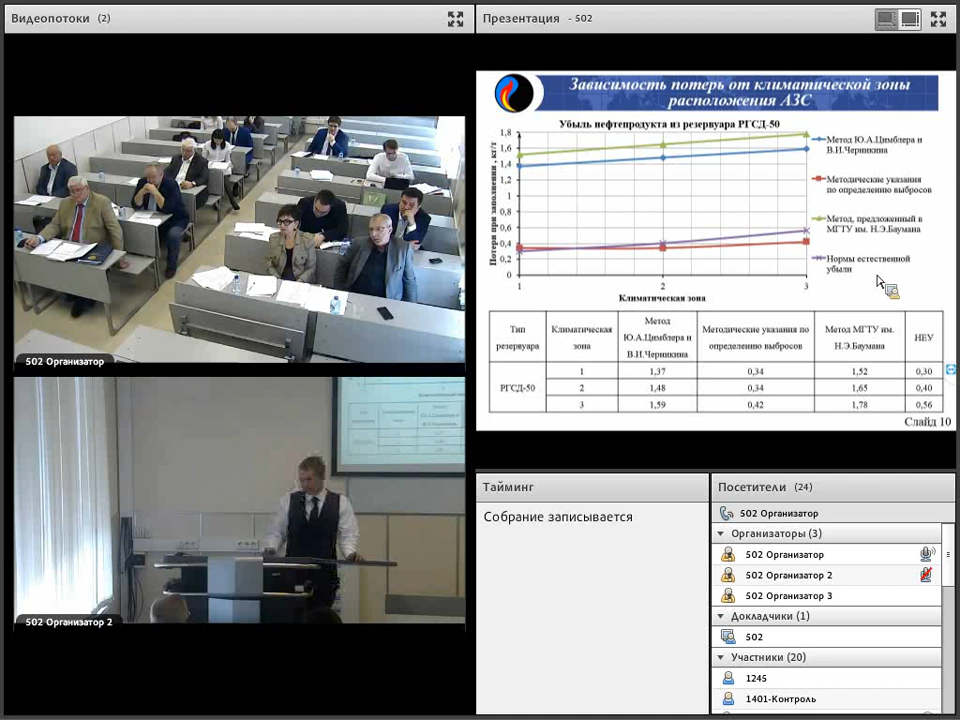 Видеопотоки (2)
502 Организатор
502 Организатор 2
Презентация - 502
Зависимость потерь от климатической зоны
расположения АЗС
Убыль нефтепродукта из резервуара РГСД-50
Потери при заполнении, кг/т
1,8
1,6
1,4
1,2
1
0,8
0,6
0,4
0,2
0
1 2 3
Климатическая зона
Метод Ю.А.Цимблера и
В.И.Черникина
Методические указания
по определению выбросов
Метод, предложенный в
МГТУ им. Н.Э.Баумана
Нормы естественной
убыли
Тип резервуара Климатическая зона Метод Ю.А.Цимблера и В.И.Черникина Методические указания по определению выбросов Метод МГТУ им. Н.Э.Баумана НЕУ
РГСД-50 1 1,37 0,34 1,52 0,30
2 1,48 0,34 1,65 0,40
3 1,59 0,42 1,78 0,56
Слайд 10
Тайминг
Собрание записывается
Посетители (24)
502 Организатор
Организаторы (3)
502 Организатор
502 Организатор 2
502 Организатор 3
Докладчики (1)
502
Участники (20)
1245
1401-Контроль